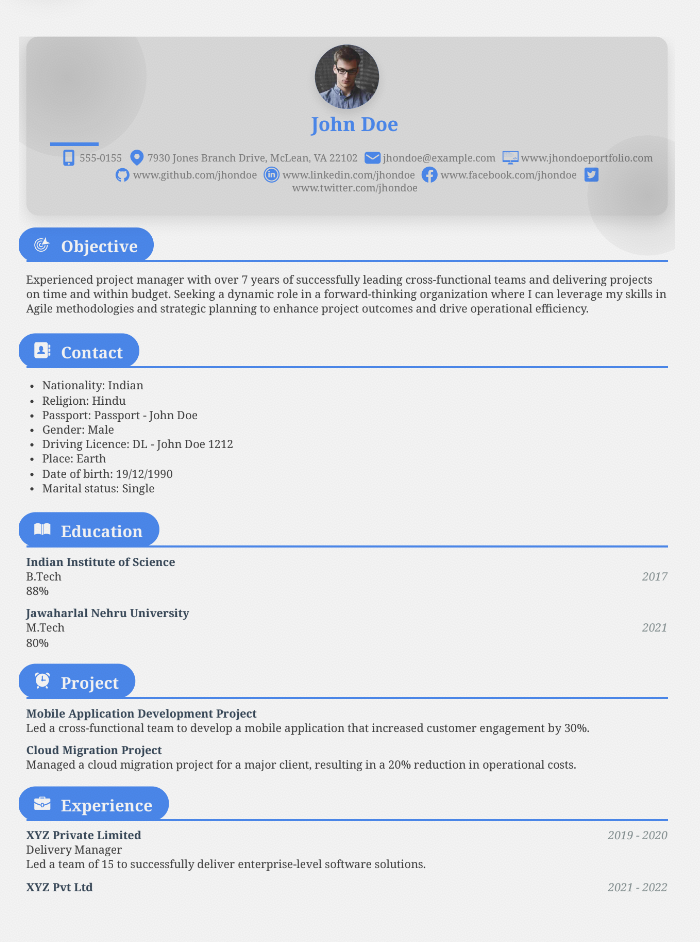 John Doe
555-0155 7930 Jones Branch Drive, McLean, VA 22102 jhondoe@example.com www.jhondoeportfolio.com
www.github.com/jhondoe www.linkedin.com/jhondoe www.facebook.com/jhondoe
www.twitter.com/jhondoe
Objective
Experienced project manager with over 7 years of successfully leading cross-functional teams and delivering projects
on time and within budget. Seeking a dynamic role in a forward-thinking organization where I can leverage my skills in
Agile methodologies and strategic planning to enhance project outcomes and drive operational efficiency.
Contact
• Nationality: Indian
• Religion: Hindu
• Passport: Passport - John Doe
• Gender: Male
• Driving Licence: DL - John Doe 1212
• Place: Earth
• Date of birth: 19/12/1990
• Marital status: Single
Education
Indian Institute of Science
B.Tech 2017
88%
Jawaharlal Nehru University
M.Tech 2021
80%
Project
Mobile Application Development Project
Led a cross-functional team to develop a mobile application that increased customer engagement by 30%.
Cloud Migration Project
Managed a cloud migration project for a major client, resulting in a 20% reduction in operational costs.
Experience
XYZ Private Limited 2019 - 2020
Delivery Manager
Led a team of 15 to successfully deliver enterprise-level software solutions.
XYZ Pvt Ltd 2021 - 2022